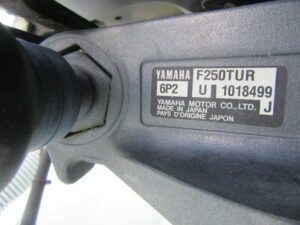 YAMAHA F250TUR
6P2 U 1018499
YAMAHA MOTOR CO., LTD.
MADE IN JAPAN
PAYS D'ORIGINE JAPON J